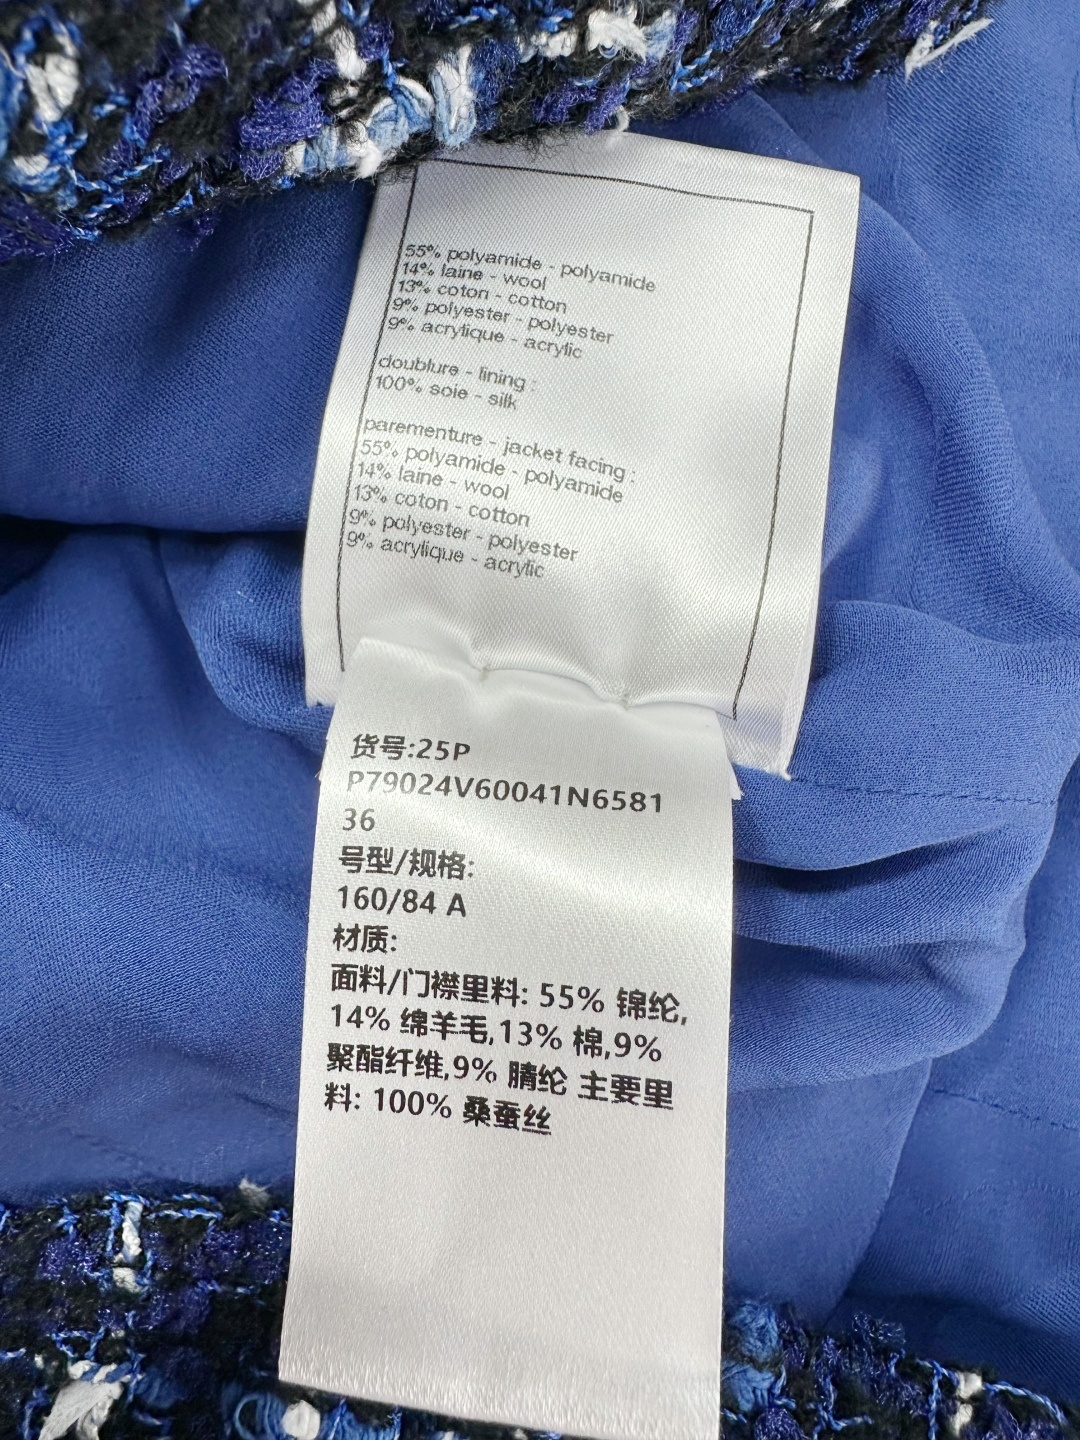 55% polyamide - polyamide
14% laine - wool
13% coton - cotton
9% polyester - polyester
9% acrylique - acrylic
doublure - lining :
100% soie - silk
parementure - jacket facing :
55% polyamide - polyamide
14% laine - wool
13% coton - cotton
9% polyester - polyester
9% acrylique - acrylic
货号:25P
P79024V60041N6581
36
号型/规格:
160/84 A
材质:
面料/门襟里料: 55% 锦纶,
14% 绵羊毛,13% 棉,9%
聚酯纤维,9% 腈纶 主要里
料: 100% 桑蚕丝